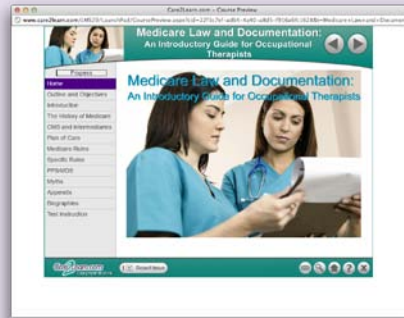 Care2Learn.com - Course Preview
Medicare Law and Documentation:
An Introductory Guide for Occupational
Therapists
Progress
Home
Outline and Objectives
Introduction
The History of Medicare
CMS and Intermediaries
Plan of Care
Medicare Rules
Specific Rules
PPS/MDS
Myths
Appendix
Biographies
Test Instruction
Medicare Law and Documentation:
An Introductory Guide for Occupational Therapists
Care2Learn.com
Report Issue